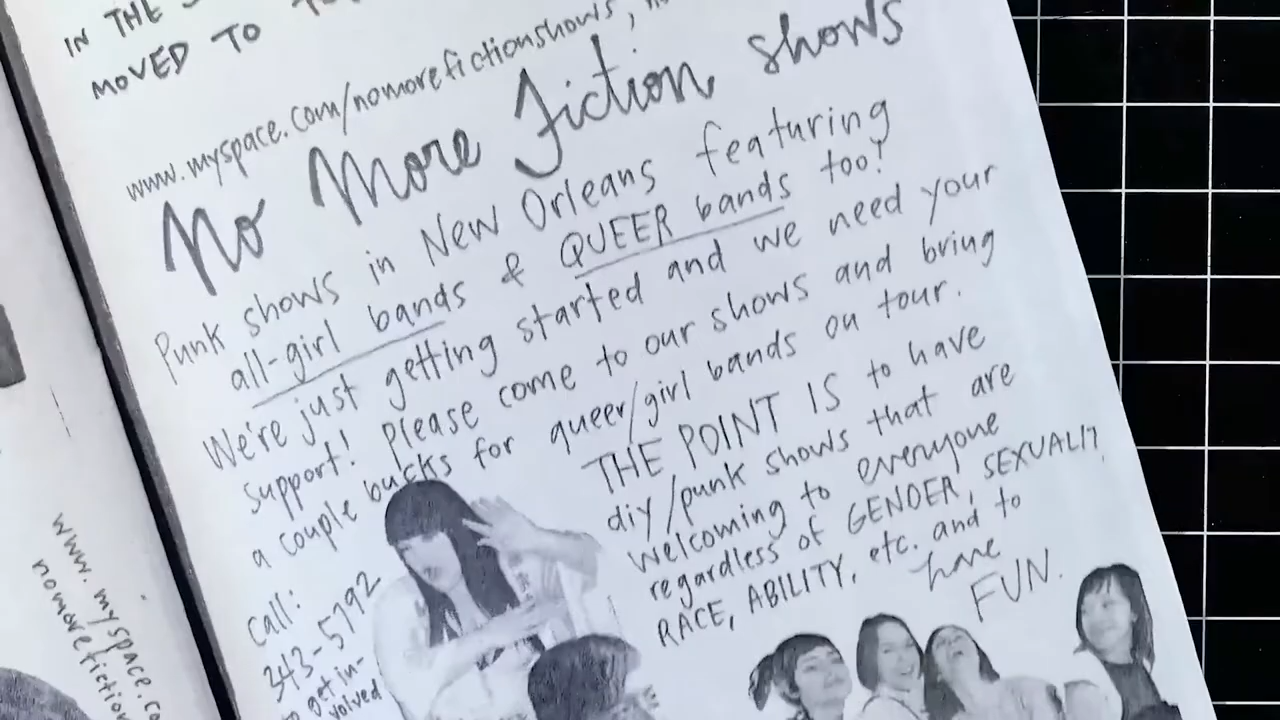 IN THE
MOVED TO
www.myspace.com/nomorefictionshows,
No More Fiction shows
Punk shows in New Orleans featuring
all-girl bands & QUEER bands too!
We're just getting started and we need your
support! Please come to our shows and bring
a couple bucks for queer/girl bands on tour.
THE POINT IS to have
diy/punk shows that are
welcoming to everyone
regardless of GENDER, SEXUALITY,
RACE, ABILITY, etc. and to
have
FUN.
call:
343-5792
to get in-
volved
www.myspace.co
nomorefiction